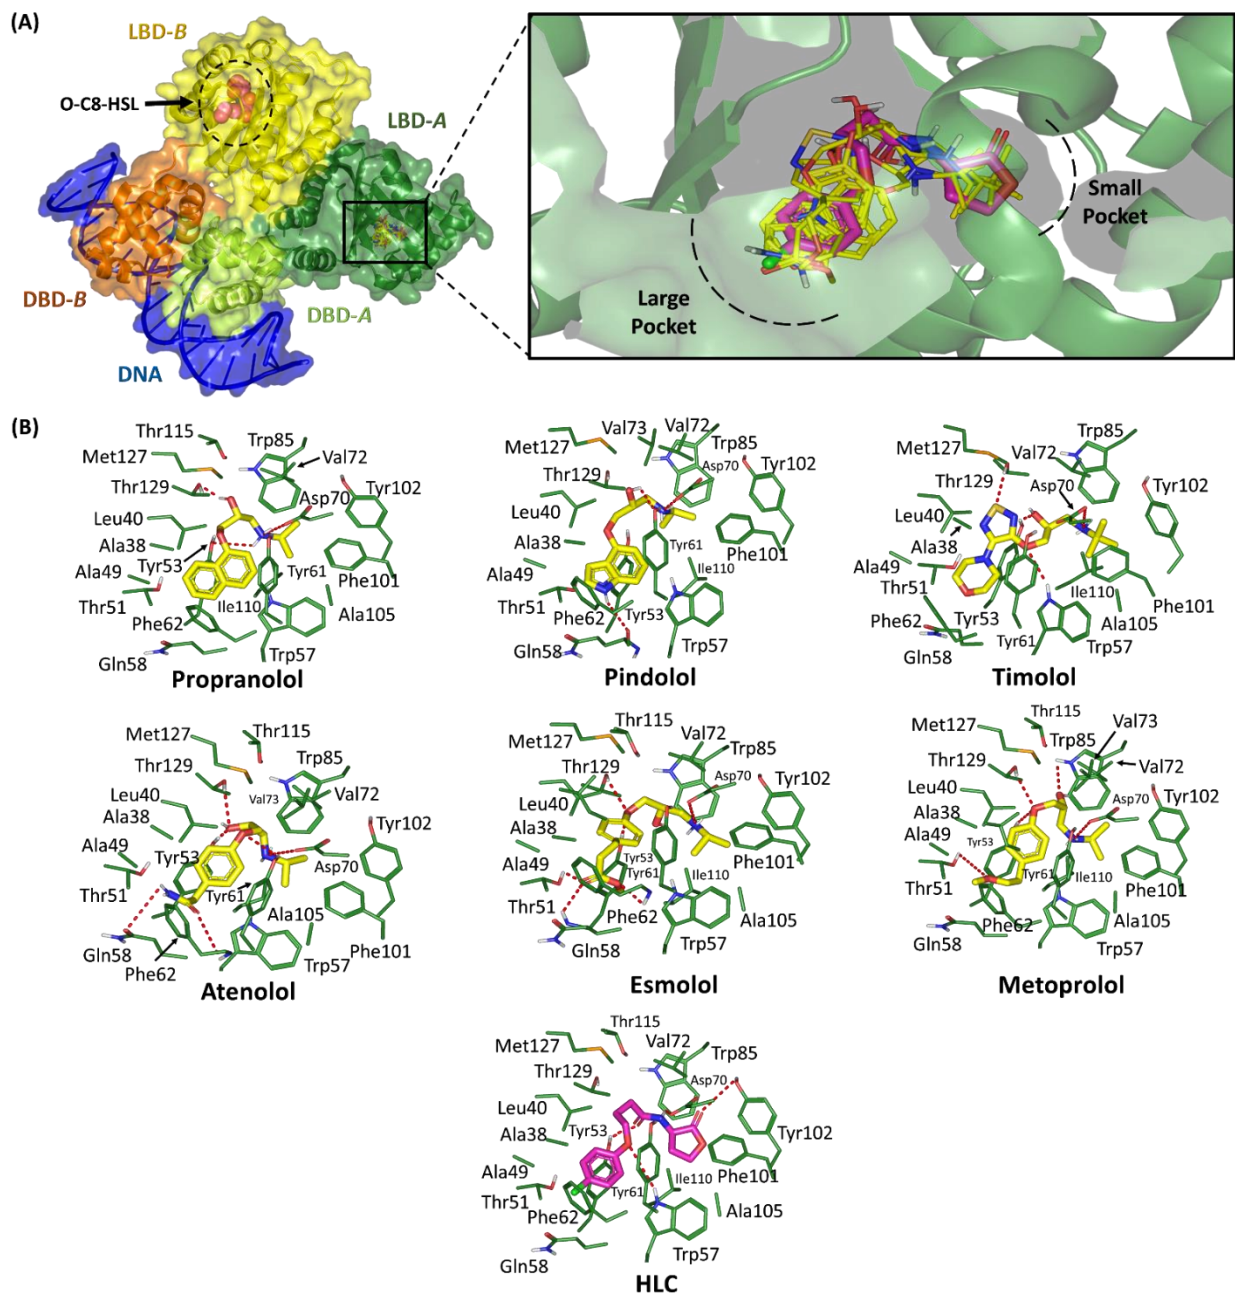 (A)
LBD-B
O-C8-HSL
LBD-A
DBD-B
DBD-A
DNA
Large
Pocket
Small
Pocket
(B)
Thr115
Trp85
Met127
Val72
Thr129
Asp70
Tyr102
Leu40
Ala38
Tyr53
Ala49
Tyr61
Phe101
Thr51
Ile110
Ala105
Phe62
Gln58
Trp57
Propranolol
Val73
Val72
Met127
Trp85
Asp70
Tyr102
Thr129
Leu40
Ala38
Tyr61
Phe101
Ala49
Ile110
Thr51
Phe62
Tyr53
Gln58
Trp57
Pindolol
Trp85
Met127
Val72
Thr129
Asp70
Tyr102
Leu40
Ala38
Ala49
Thr51
Ile110
Phe101
Phe62
Tyr53
Ala105
Gln58
Tyr61
Trp57
Timolol
Thr115
Met127
Trp85
Thr129
Val73
Val72
Leu40
Ala38
Tyr102
Ala49
Tyr53
Asp70
Thr51
Tyr61
Ala105
Gln58
Phe101
Phe62
Trp57
Atenolol
Thr115
Val72
Met127
Trp85
Thr129
Asp70
Tyr102
Leu40
Ala38
Tyr53
Phe101
Ala49
Tyr61
Ile110
Thr51
Phe62
Ala105
Gln58
Trp57
Esmolol
Thr115
Val73
Met127
Trp85
Val72
Thr129
Asp70
Leu40
Tyr102
Ala38
Ala49
Tyr53
Thr51
Tyr61
Ile110
Phe101
Phe62
Ala105
Gln58
Trp57
Metoprolol
Thr115
Val72
Met127
Trp85
Thr129
Asp70
Leu40
Tyr53
Tyr102
Ala38
Ala49
Ile110
Phe101
Thr51
Tyr61
Ala105
Phe62
Gln58
Trp57
HLC